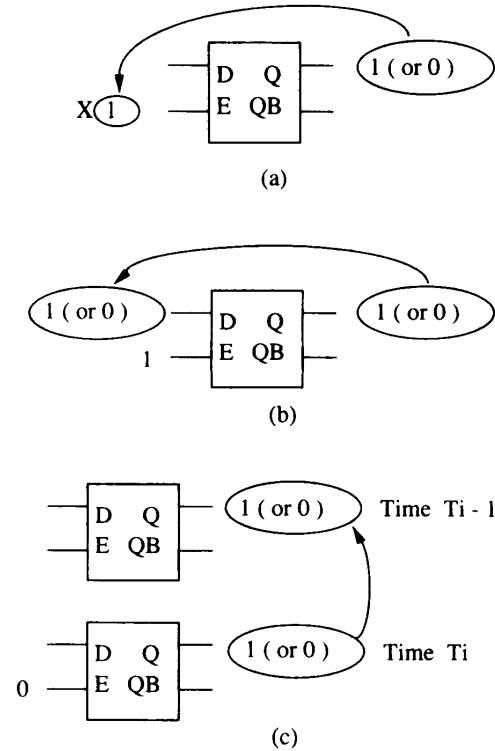 D Q 1 ( or 0 )
X 1 E QB
(a)
1 ( or 0 ) D Q 1 ( or 0 )
1 E QB
(b)
D Q 1 ( or 0 ) Time Ti - 1
E QB
D Q 1 ( or 0 ) Time Ti
0 E QB
(c)